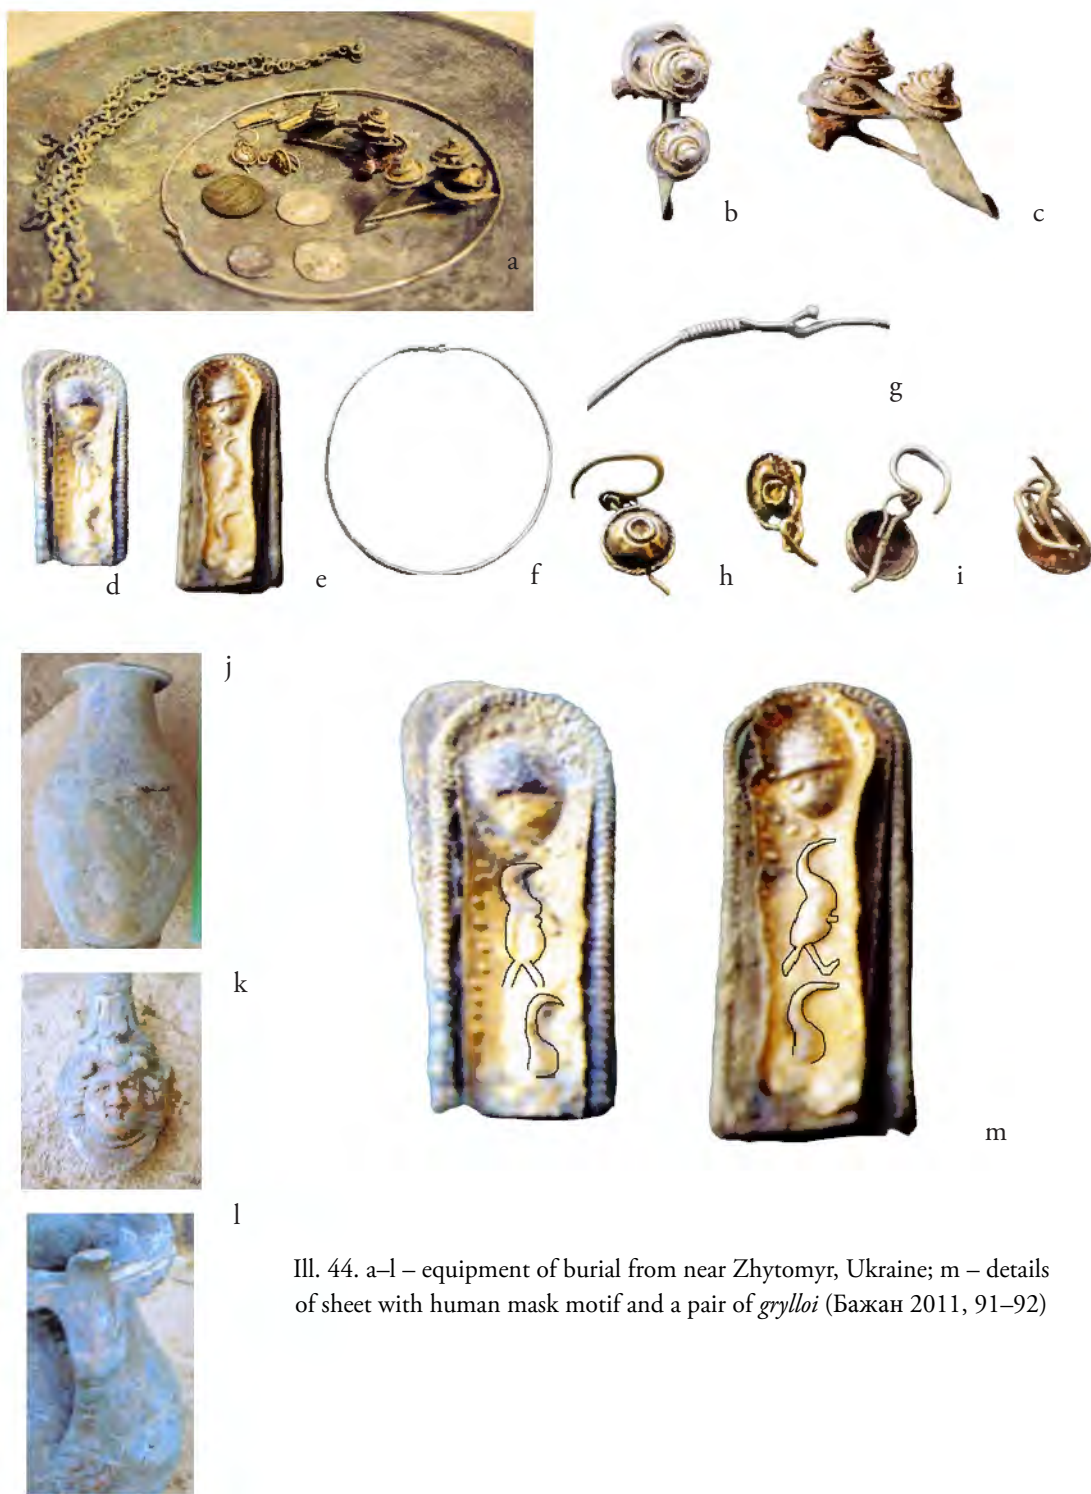 a
b
c
d
e
f
g
h
i
j
k
l
m
Ill. 44. a–l – equipment of burial from near Zhytomyr, Ukraine; m – details
of sheet with human mask motif and a pair of grylloi (Бажан 2011, 91–92)